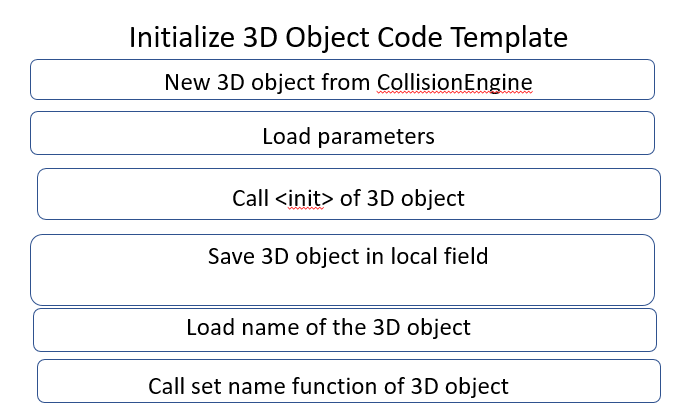 Initialize 3D Object Code Template
New 3D object from CollisionEngine
Load parameters
Call <init> of 3D object
Save 3D object in local field
Load name of the 3D object
Call set name function of 3D object